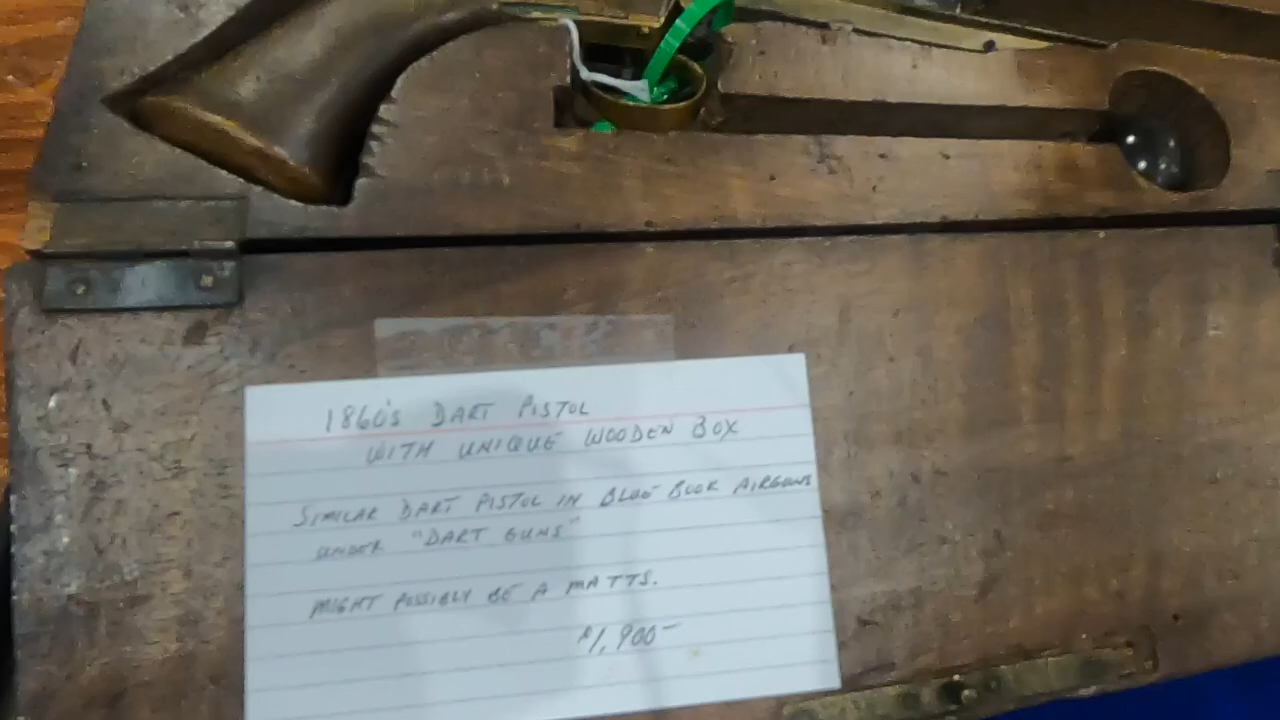 1860's DART PISTOL
WITH UNIQUE WOODEN BOX
SIMILAR DART PISTOL IN BLUE BOOK AIRGUNS
UNDER "DART GUNS"
MIGHT POSSIBLY BE A MATTS.
$1,900-